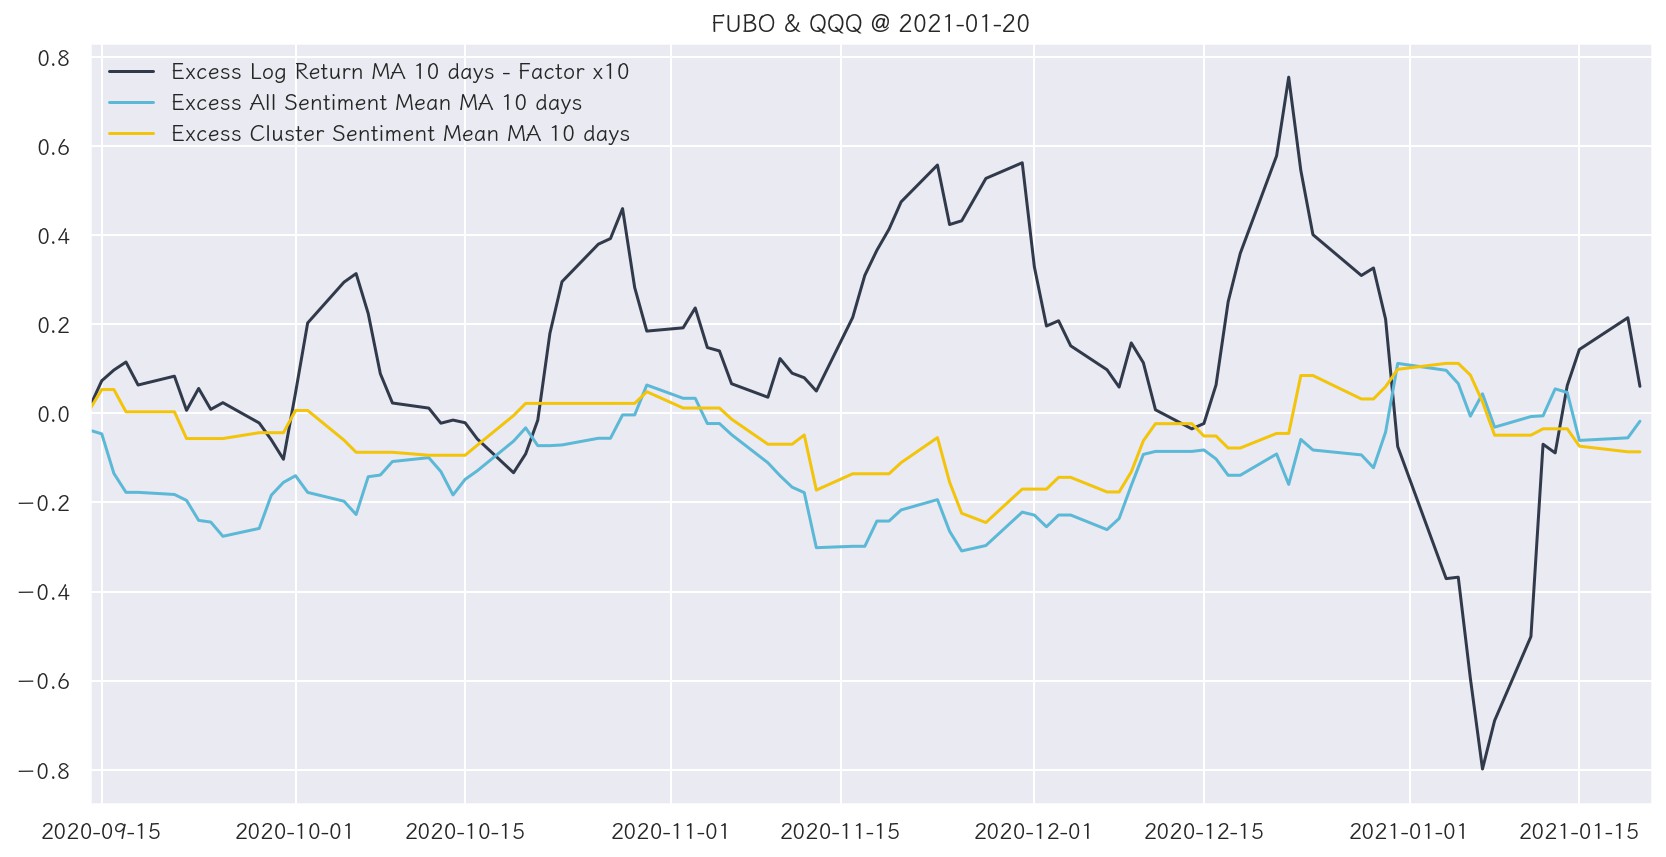 FUBO & QQQ @ 2021-01-20
Excess Log Return MA 10 days - Factor x10
Excess All Sentiment Mean MA 10 days
Excess Cluster Sentiment Mean MA 10 days
0.8
0.6
0.4
0.2
0.0
−0.2
−0.4
−0.6
−0.8
2020-09-15 2020-10-01 2020-10-15 2020-11-01 2020-11-15 2020-12-01 2020-12-15 2021-01-01 2021-01-15